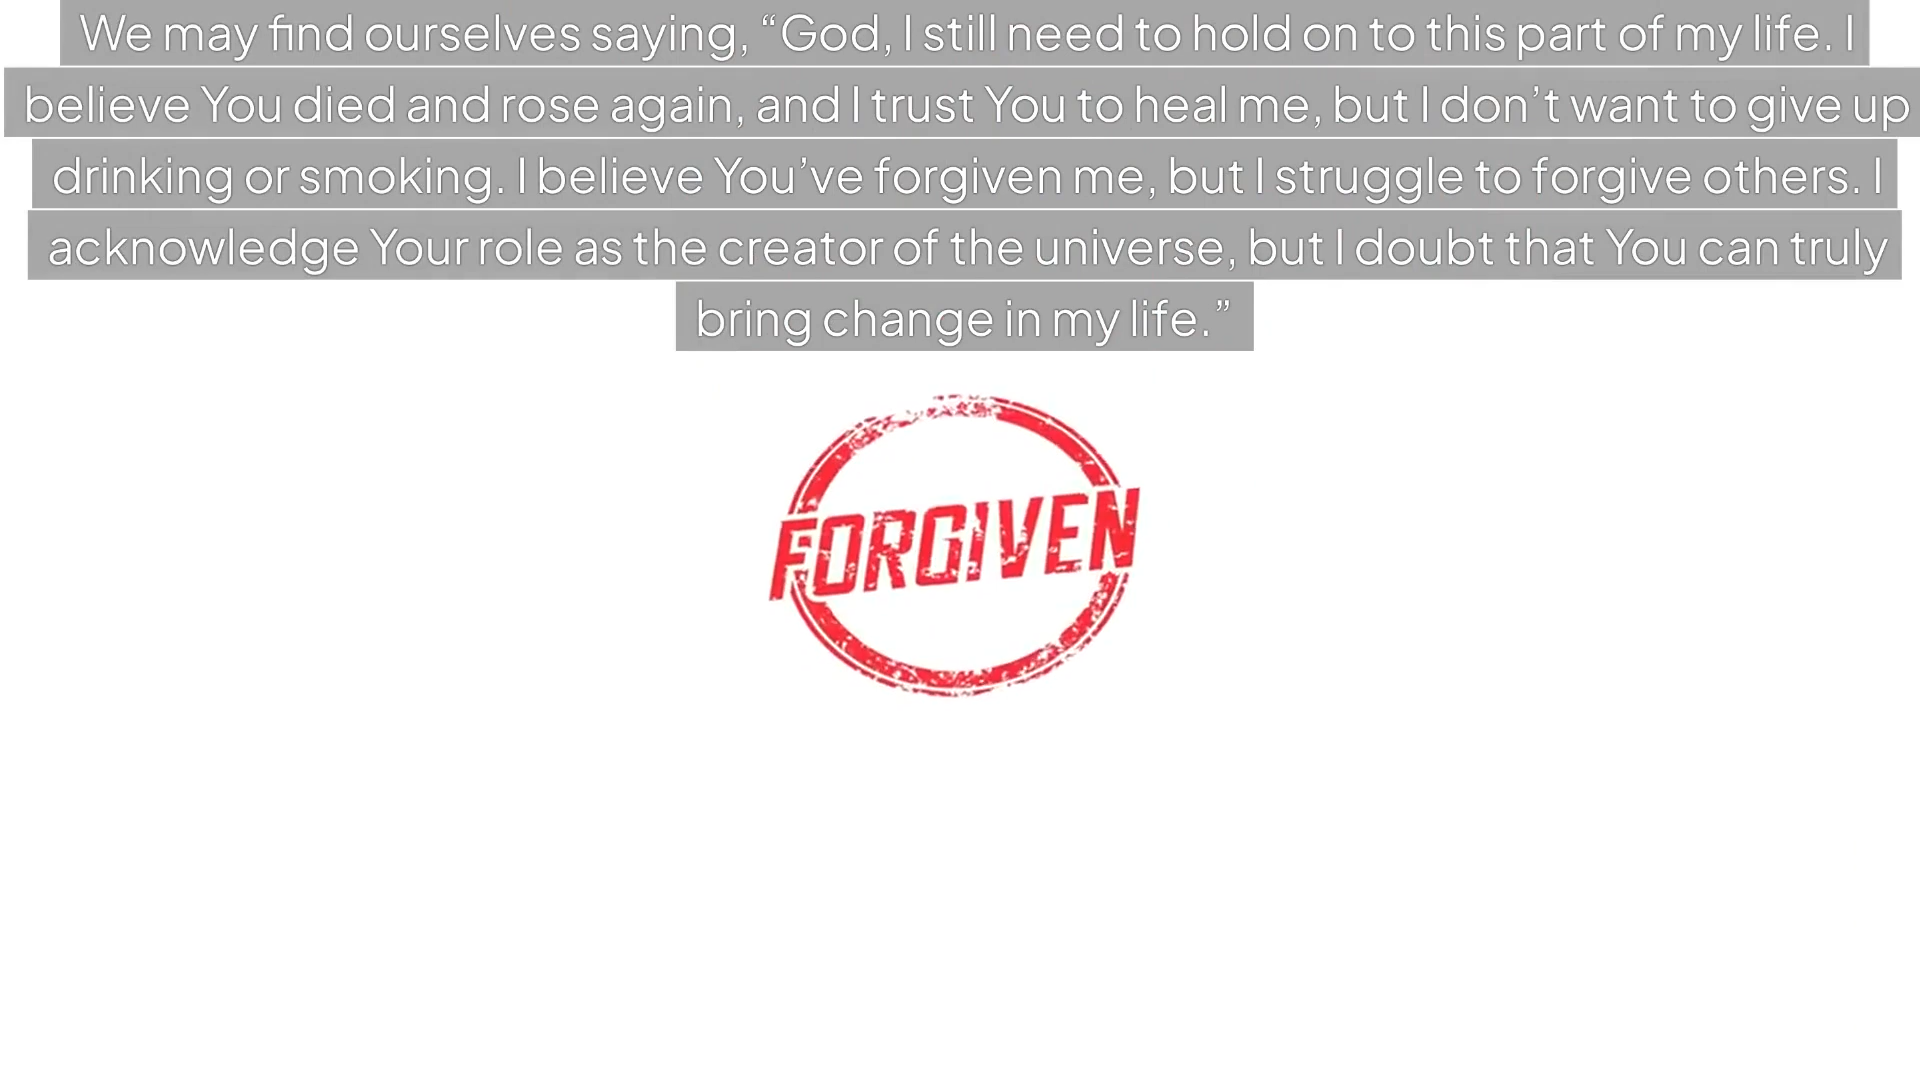 We may find ourselves saying, “God, I still need to hold on to this part of my life. I
believe You died and rose again, and I trust You to heal me, but I don’t want to give up
drinking or smoking. I believe You’ve forgiven me, but I struggle to forgive others. I
acknowledge Your role as the creator of the universe, but I doubt that You can truly
bring change in my life.”
FORGIVEN